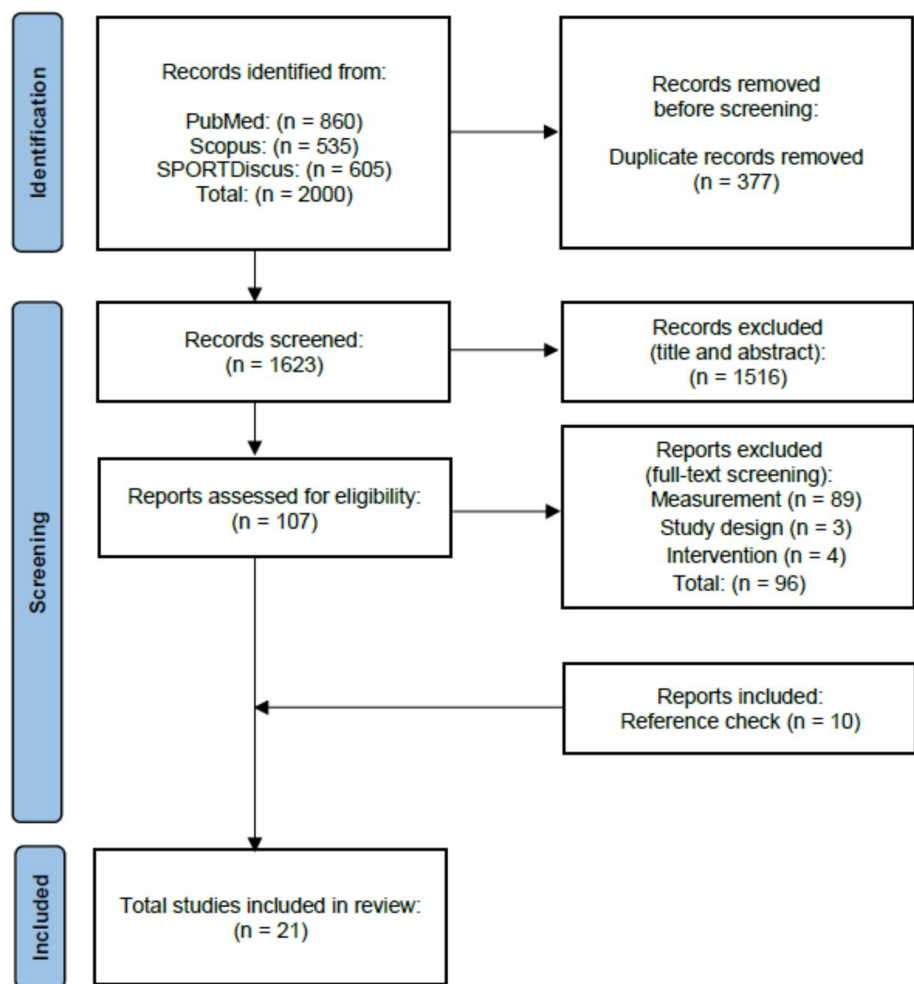 Identification
Records identified from:
PubMed: (n = 860)
Scopus: (n = 535)
SPORTDiscus: (n = 605)
Total: (n = 2000)
Records removed
before screening:
Duplicate records removed
(n = 377)
Screening
Records screened:
(n = 1623)
Records excluded
(title and abstract):
(n = 1516)
Reports assessed for eligibility:
(n = 107)
Reports excluded
(full-text screening):
Measurement (n = 89)
Study design (n = 3)
Intervention (n = 4)
Total: (n = 96)
Reports included:
Reference check (n = 10)
Included
Total studies included in review:
(n = 21)